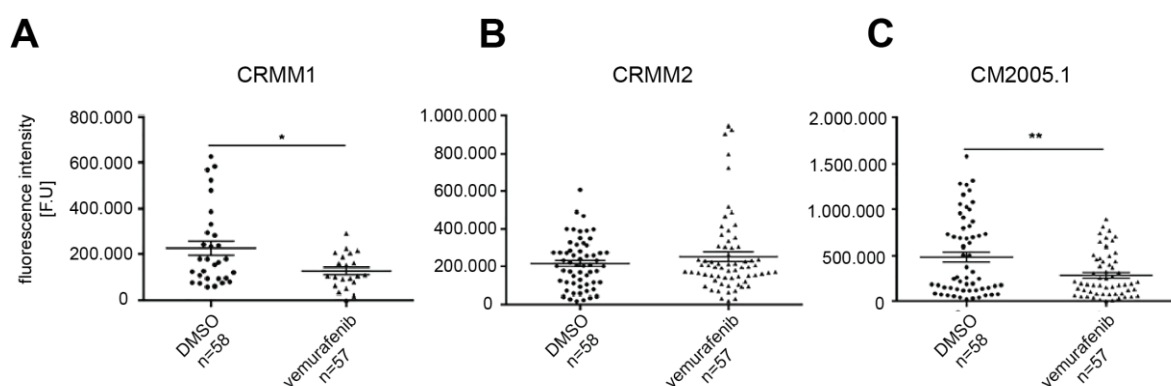 A
B
C
CRMM1
CRMM2
CM2005.1
fluorescence intensity
[F.U]
800.000
600.000
400.000
200.000
0
*
DMSO
n=58
vemurafenib
n=57
1.000.000
800.000
600.000
400.000
200.000
0
DMSO
n=58
vemurafenib
n=57
2.000.000
1.500.000
1.000.000
500.000
0
**
DMSO
n=58
vemurafenib
n=57